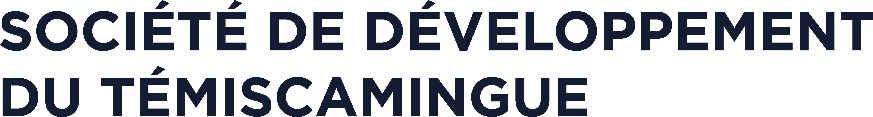 SOCIÉTÉ DE DÉVELOPPEMENT
DU TÉMISCAMINGUE